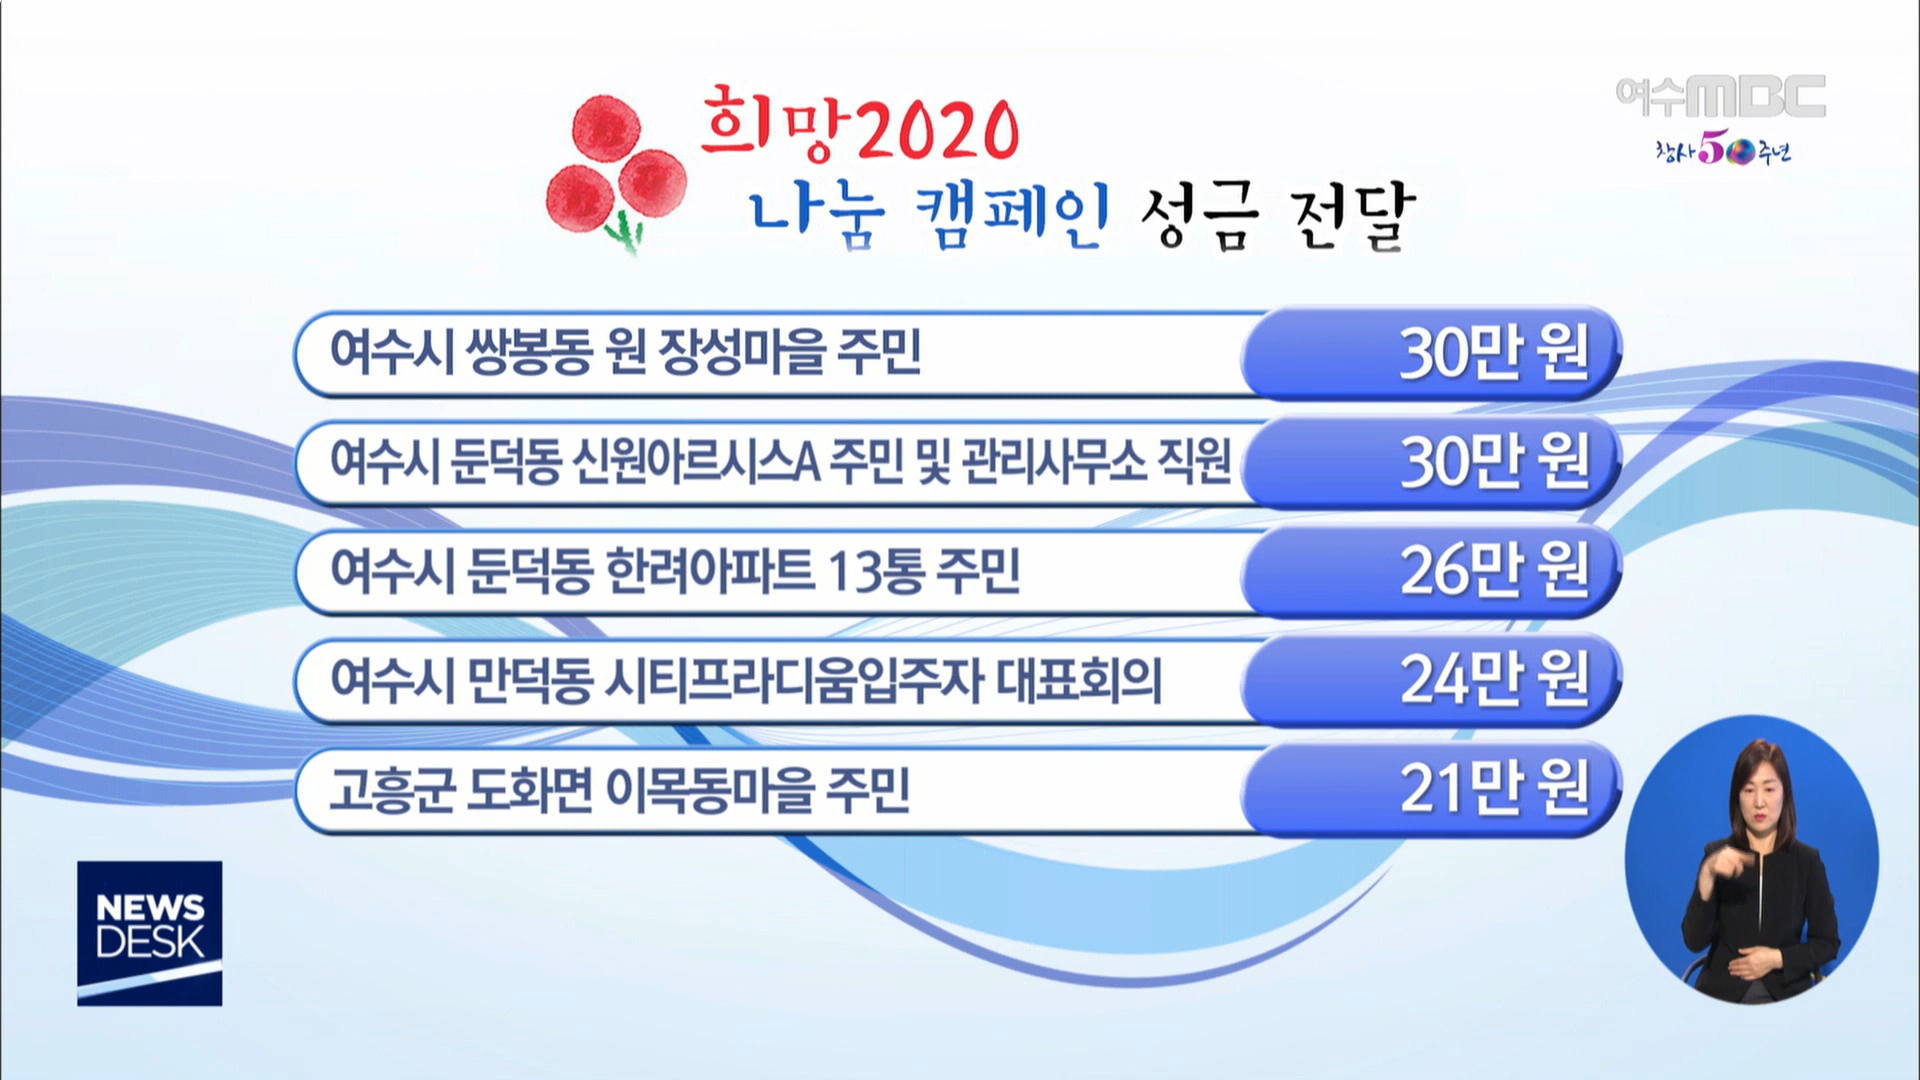 희망2020
나눔 캠페인 성금 전달
여수MBC
창사50주년
여수시 쌍봉동 원 장성마을 주민 30만 원
여수시 둔덕동 신원아르시스A 주민 및 관리사무소 직원 30만 원
여수시 둔덕동 한려아파트 13통 주민 26만 원
여수시 만덕동 시티프라디움입주자 대표회의 24만 원
고흥군 도화면 이목동마을 주민 21만 원
NEWS
DESK